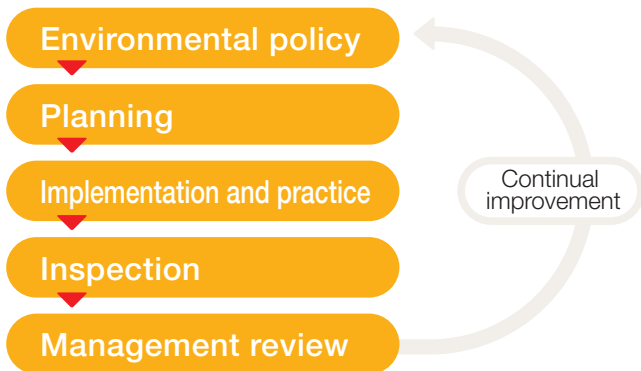 Environmental policy
Planning
Implementation and practice
Inspection
Management review
Continual
improvement